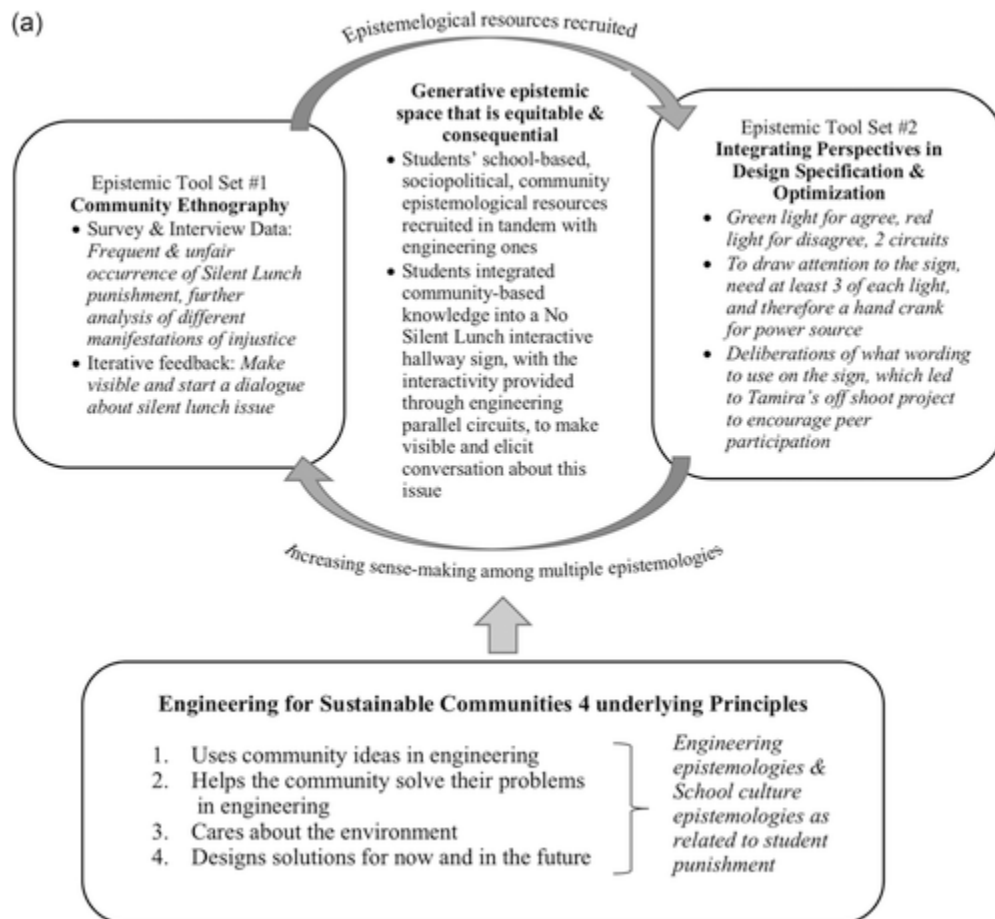 (a)
Epistemelogical resources recruited
Epistemic Tool Set #1
Community Ethnography
• Survey & Interview Data:
Frequent & unfair
occurrence of Silent Lunch
punishment, further
analysis of different
manifestations of injustice
• Iterative feedback: Make
visible and start a dialogue
about silent lunch issue
Generative epistemic
space that is equitable &
consequential
• Students' school-based,
sociopolitical, community
epistemological resources
recruited in tandem with
engineering ones
• Students integrated
community-based
knowledge into a No
Silent Lunch interactive
hallway sign, with the
interactivity provided
through engineering
parallel circuits, to make
visible and elicit
conversation about this
issue
Epistemic Tool Set #2
Integrating Perspectives in
Design Specification &
Optimization
• Green light for agree, red
light for disagree, 2 circuits
• To draw attention to the sign,
need at least 3 of each light,
and therefore a hand crank
for power source
• Deliberations of what wording
to use on the sign, which led
to Tamira's off shoot project
to encourage peer
participation
Increasing sense-making among multiple epistemologies
Engineering for Sustainable Communities 4 underlying Principles
1. Uses community ideas in engineering
2. Helps the community solve their problems
in engineering
3. Cares about the environment
4. Designs solutions for now and in the future
Engineering
epistemologies &
School culture
epistemologies as
related to student
punishment